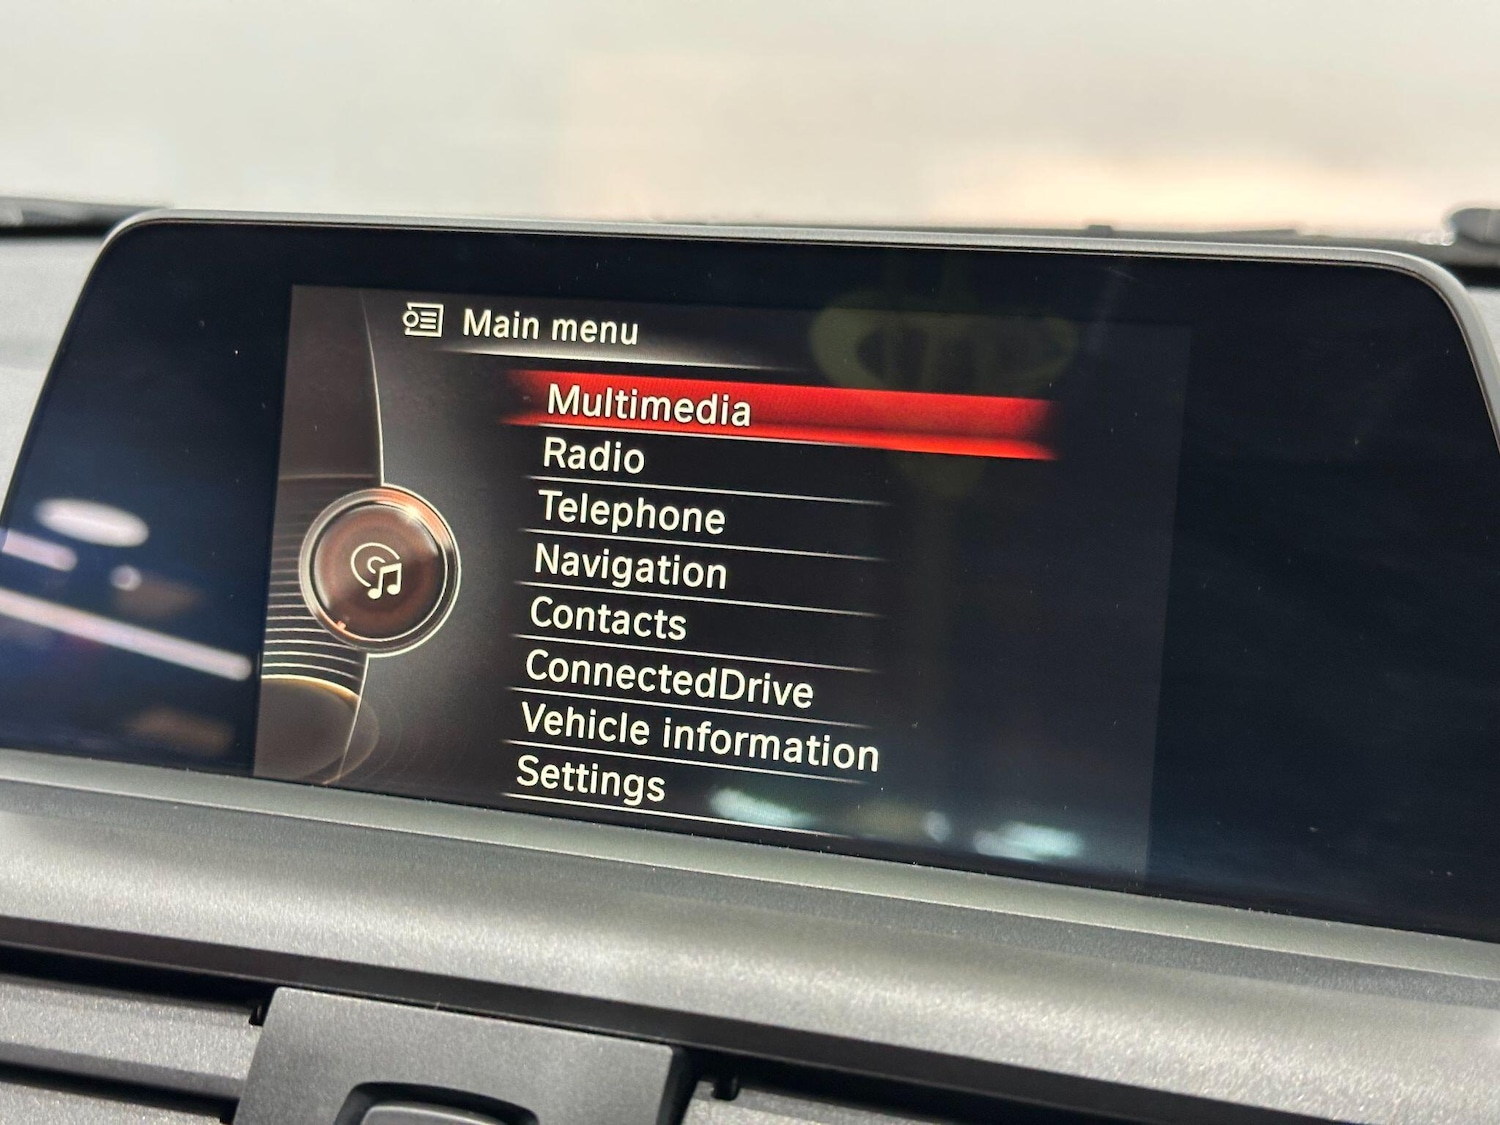 Main menu
Multimedia
Radio
Telephone
Navigation
Contacts
ConnectedDrive
Vehicle information
Settings